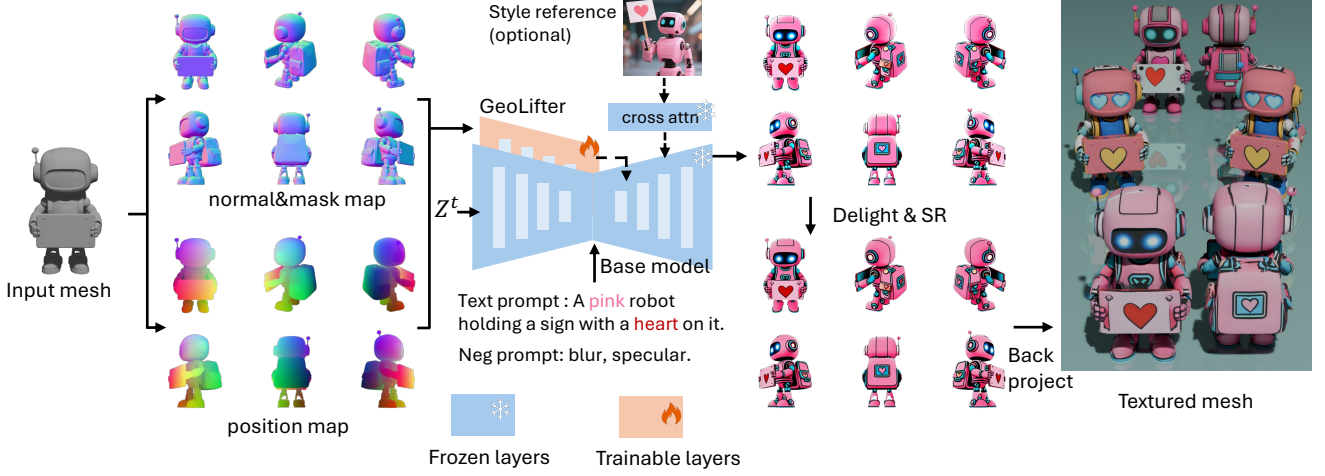 Style reference
(optional)
GeoLifter
cross attn
normal&mask map
Z^t
Delight & SR
Input mesh
Base model
Text prompt : A pink robot
holding a sign with a heart on it.
Neg prompt: blur, specular.
Back
project
position map
Textured mesh
Frozen layers
Trainable layers